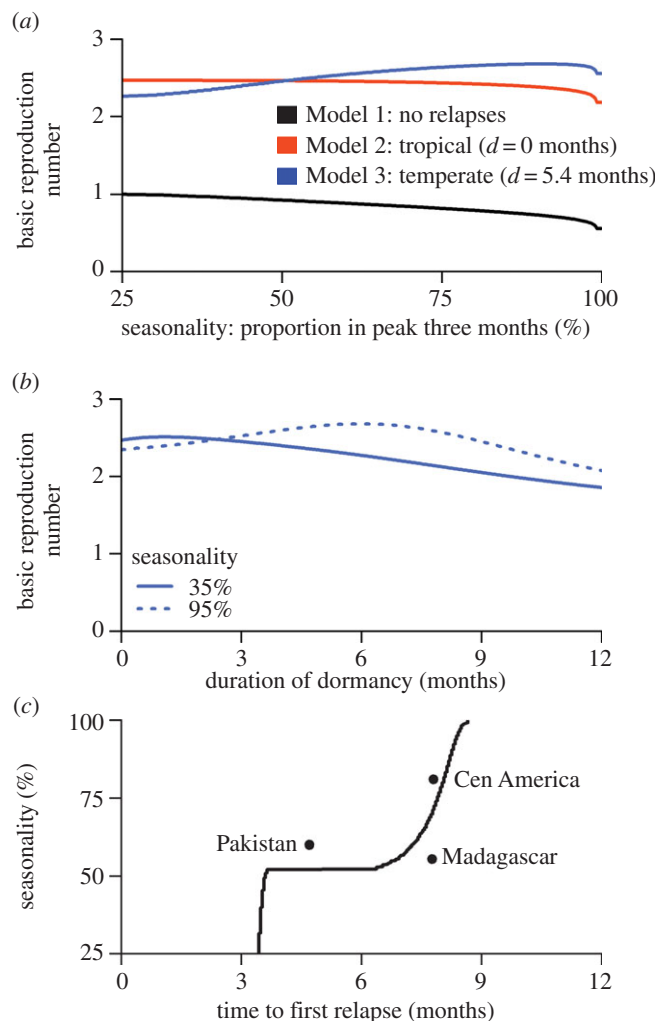 (a)
3
2
1
0
basic reproduction
number
Model 1: no relapses
Model 2: tropical (d = 0 months)
Model 3: temperate (d = 5.4 months)
25 50 75 100
seasonality: proportion in peak three months (%)
(b)
3
2
1
0
basic reproduction
number
seasonality
35%
95%
0 3 6 9 12
duration of dormancy (months)
(c)
100
75
50
25
seasonality (%)
Cen America
Pakistan
Madagascar
0 3 6 9 12
time to first relapse (months)